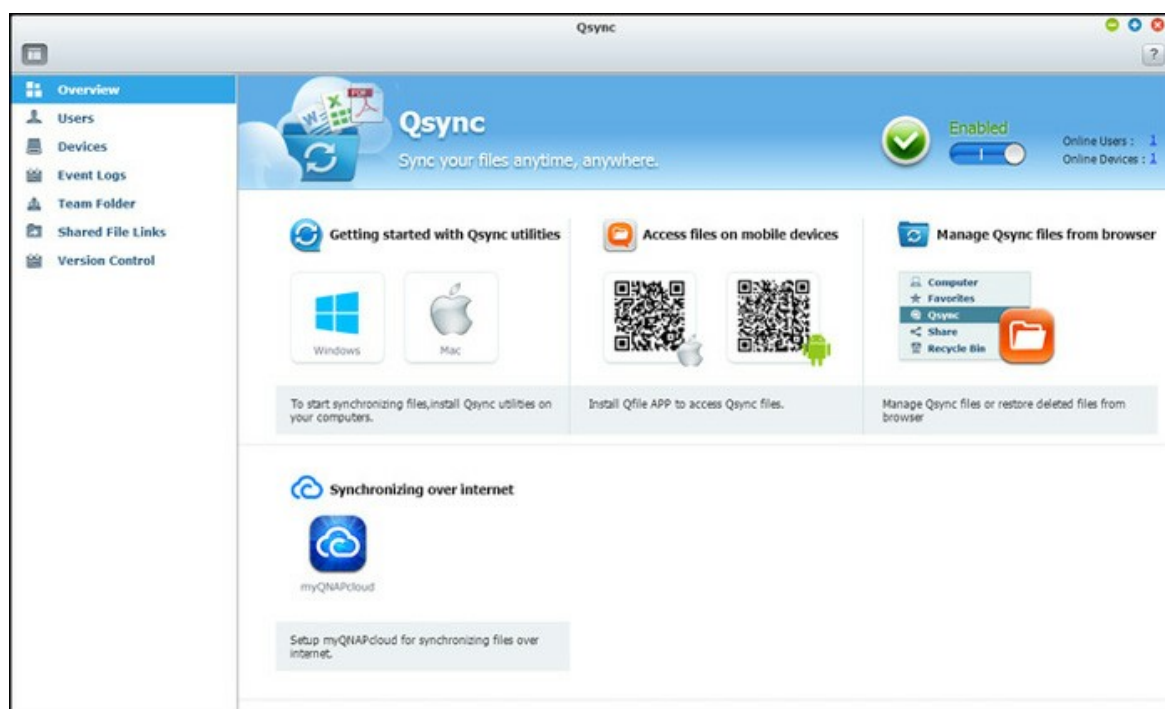 Qsync
?
Overview
Users
Devices
Event Logs
Team Folder
Shared File Links
Version Control
W
X
PDF
Qsync
Sync your files anytime, anywhere.
Enabled
Online Users : 1
Online Devices : 1
Getting started with Qsync utilities
Windows
Mac
To start synchronizing files,install Qsync utilities on
your computers.
Access files on mobile devices
Install Qfile APP to access Qsync files.
Manage Qsync files from browser
Computer
Favorites
Qsync
Share
Recycle Bin
Manage Qsync files or restore deleted files from
browser
Synchronizing over internet
myQNAPcloud
Setup myQNAPcloud for synchronizing files over
internet.